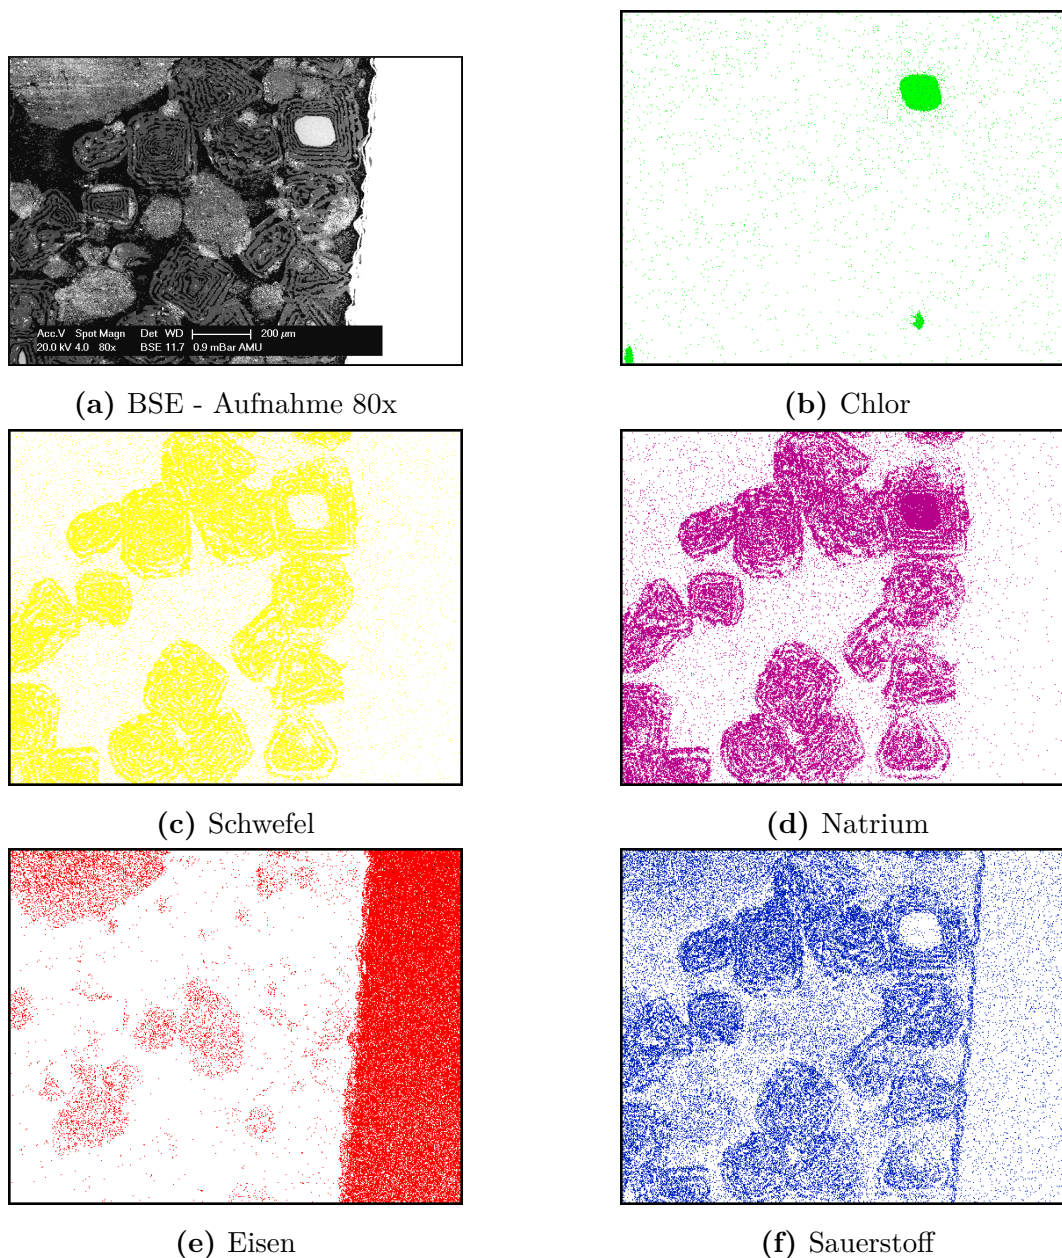 Acc.V Spot Magn Det WD 200 µm
20.0 kV 4.0 80x BSE 11.7 0.9 mBar AMU
(a) BSE - Aufnahme 80x
(b) Chlor
(c) Schwefel
(d) Natrium
(e) Eisen
(f) Sauerstoff